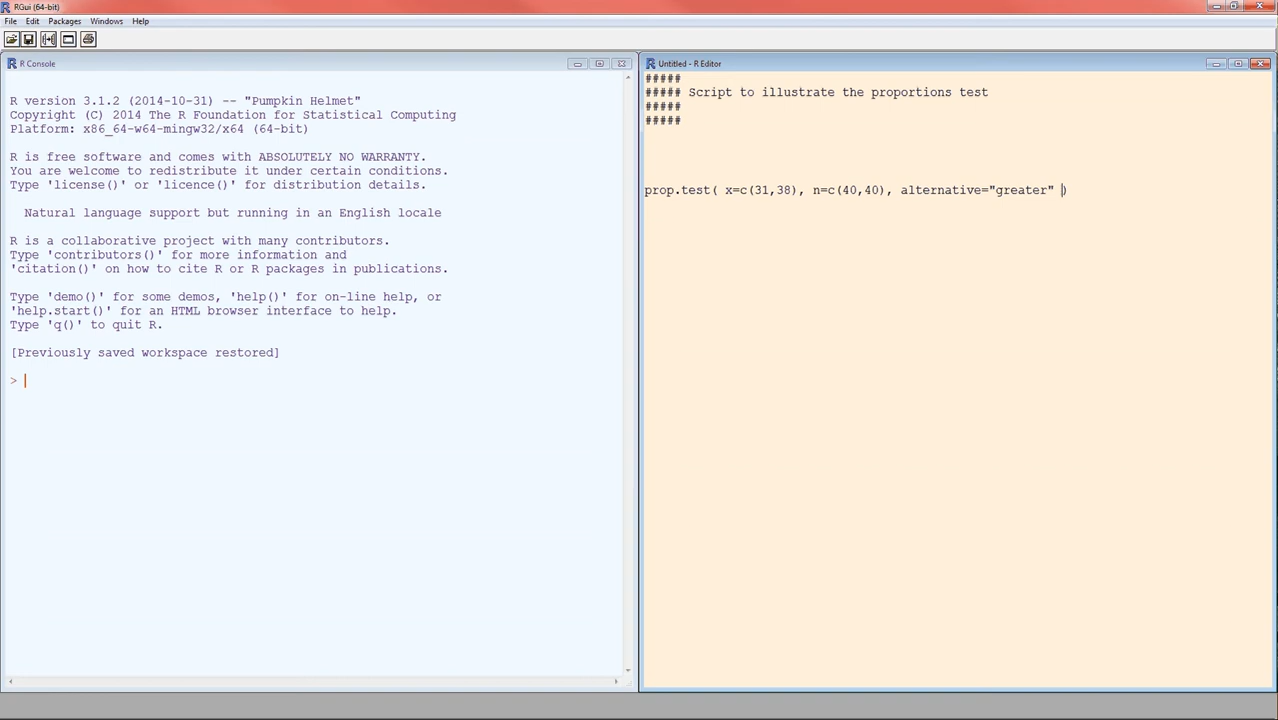 RGui (64-bit)
File Edit Packages Windows Help
R Console
R version 3.1.2 (2014-10-31) -- "Pumpkin Helmet"
Copyright (C) 2014 The R Foundation for Statistical Computing
Platform: x86_64-w64-mingw32/x64 (64-bit)
R is free software and comes with ABSOLUTELY NO WARRANTY.
You are welcome to redistribute it under certain conditions.
Type 'license()' or 'licence()' for distribution details.
Natural language support but running in an English locale
R is a collaborative project with many contributors.
Type 'contributors()' for more information and
'citation()' on how to cite R or R packages in publications.
Type 'demo()' for some demos, 'help()' for on-line help, or
'help.start()' for an HTML browser interface to help.
Type 'q()' to quit R.
[Previously saved workspace restored]
>
Untitled - R Editor
#####
##### Script to illustrate the proportions test
#####
#####
prop.test( x=c(31,38), n=c(40,40), alternative="greater" )